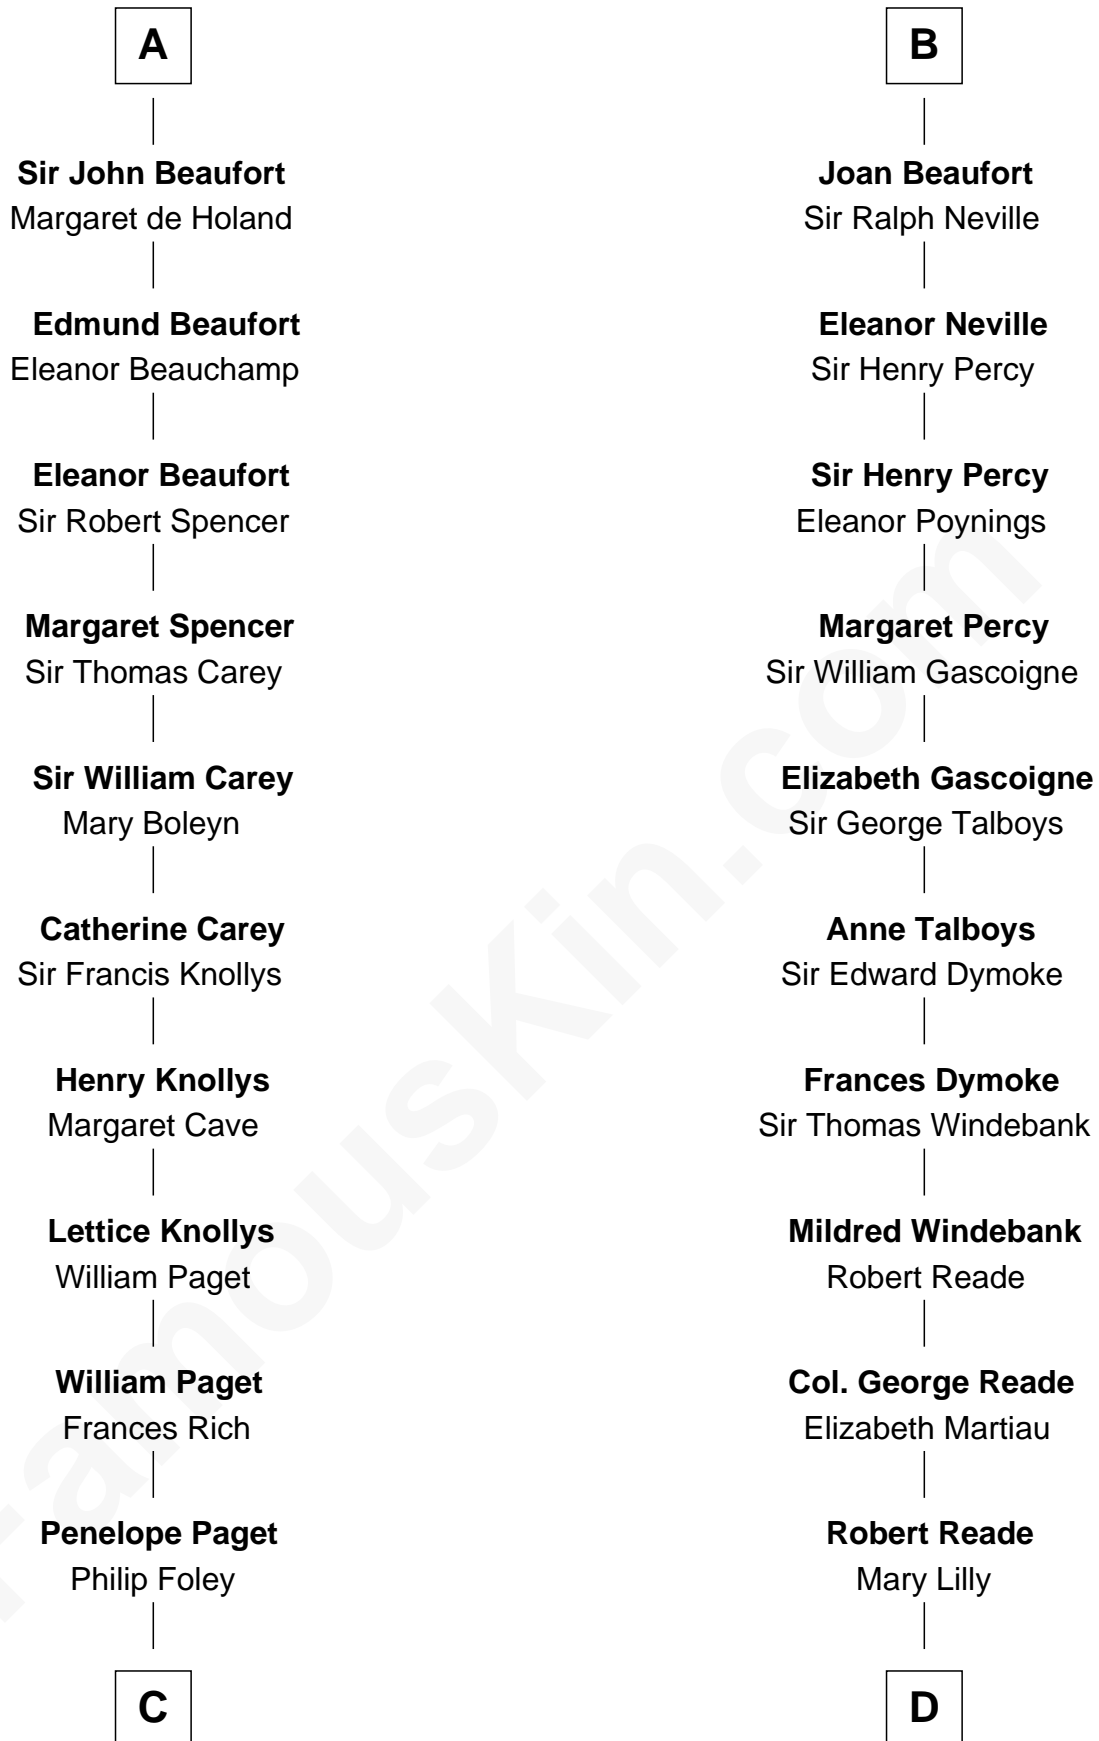 A
Sir John Beaufort
Margaret de Holand
Edmund Beaufort
Eleanor Beauchamp
Eleanor Beaufort
Sir Robert Spencer
Margaret Spencer
Sir Thomas Carey
Sir William Carey
Mary Boleyn
Catherine Carey
Sir Francis Knollys
Henry Knollys
Margaret Cave
Lettice Knollys
William Paget
William Paget
Frances Rich
Penelope Paget
Philip Foley
C
B
Joan Beaufort
Sir Ralph Neville
Eleanor Neville
Sir Henry Percy
Sir Henry Percy
Eleanor Poynings
Margaret Percy
Sir William Gascoigne
Elizabeth Gascoigne
Sir George Talboys
Anne Talboys
Sir Edward Dymoke
Frances Dymoke
Sir Thomas Windebank
Mildred Windebank
Robert Reade
Col. George Reade
Elizabeth Martiau
Robert Reade
Mary Lilly
D
FamousKin.com